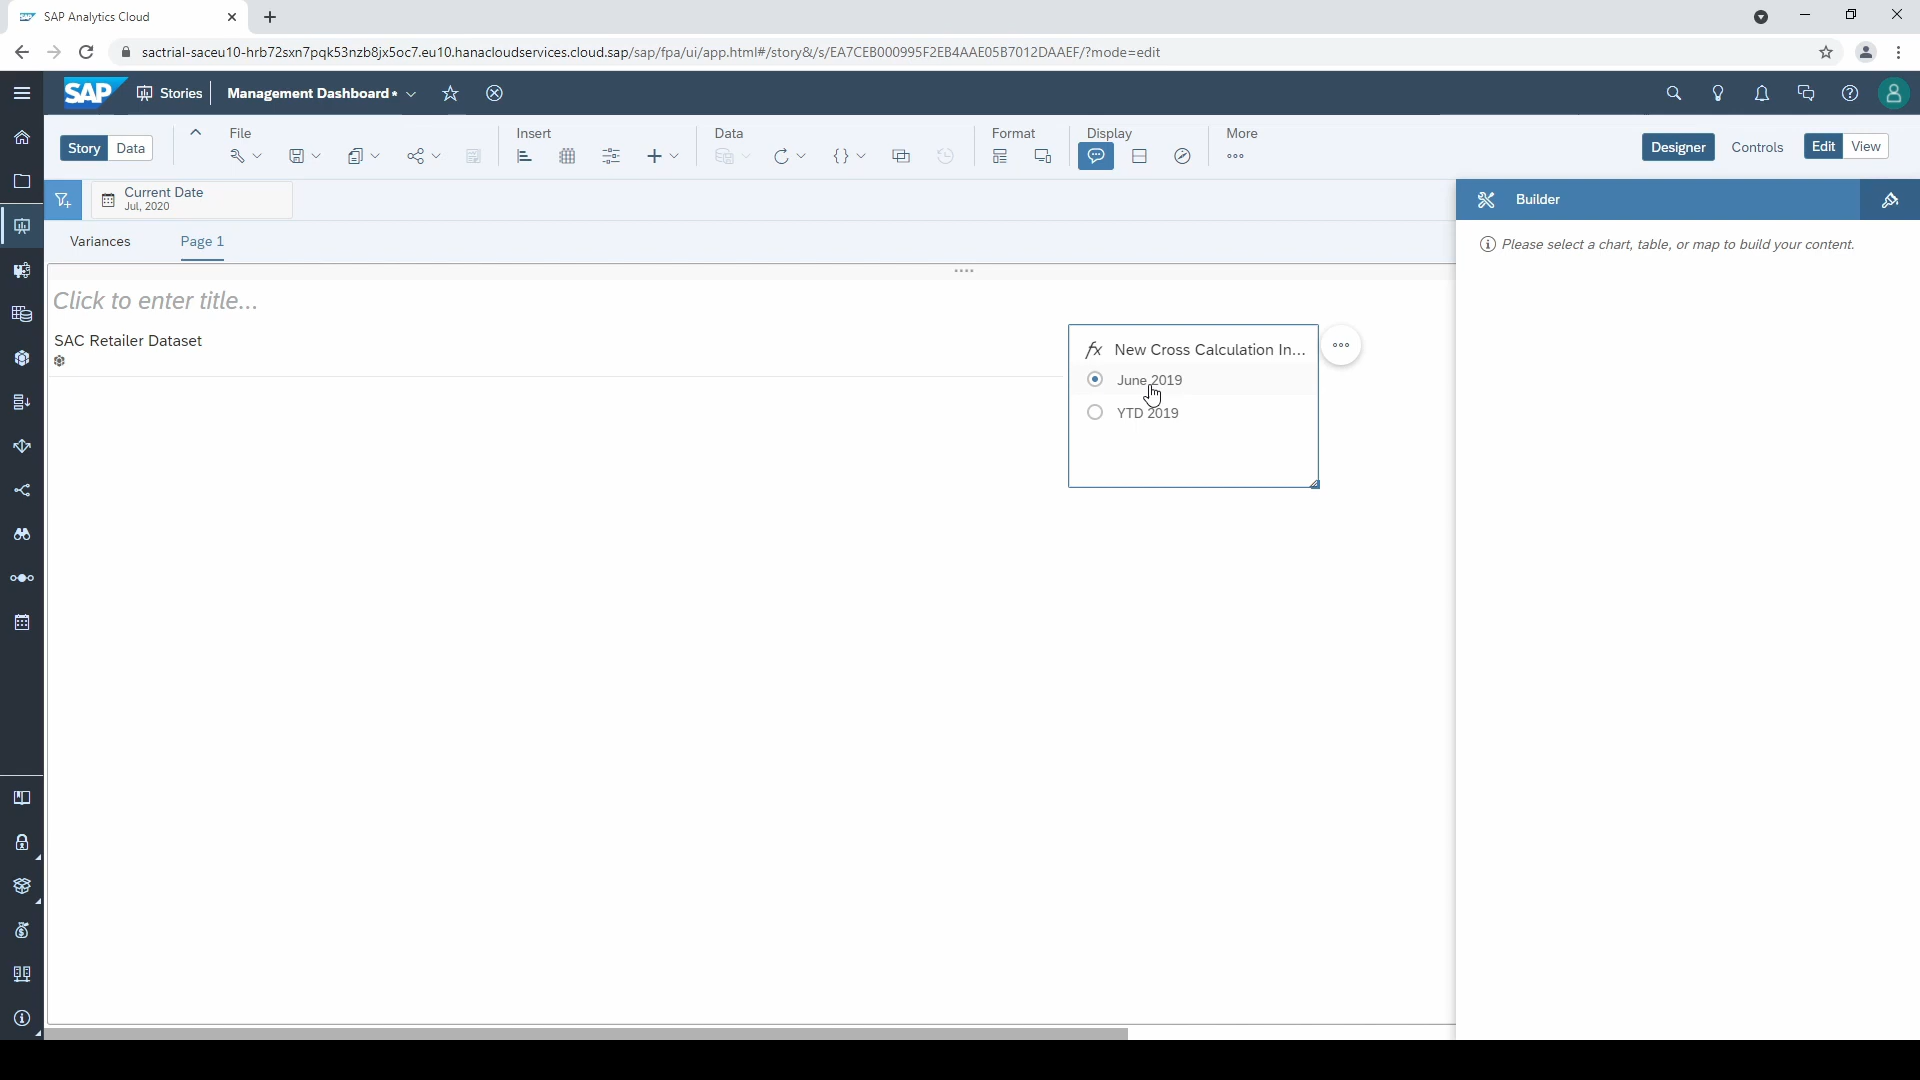 SAP Analytics Cloud
sactrial-saceu10-hrb72sxn7pqk53nzb8jx5oc7.eu10.hanacloudservices.cloud.sap/sap/fpa/ui/app.html#/story&/s/EA7CEB000995F2EB4AAE05B7012DAAEF/?mode=edit
SAP Stories Management Dashboard *
File Insert Data Format Display More
Story Data
Designer Controls Edit View
Current Date
Jul, 2020
Builder
Variances Page 1
Please select a chart, table, or map to build your content.
Click to enter title...
SAC Retailer Dataset
fx New Cross Calculation In...
June 2019
YTD 2019